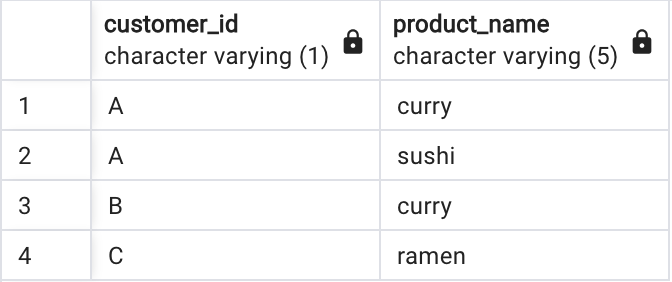 customer_id product_name
character varying (1) character varying (5)
1 A curry
2 A sushi
3 B curry
4 C ramen